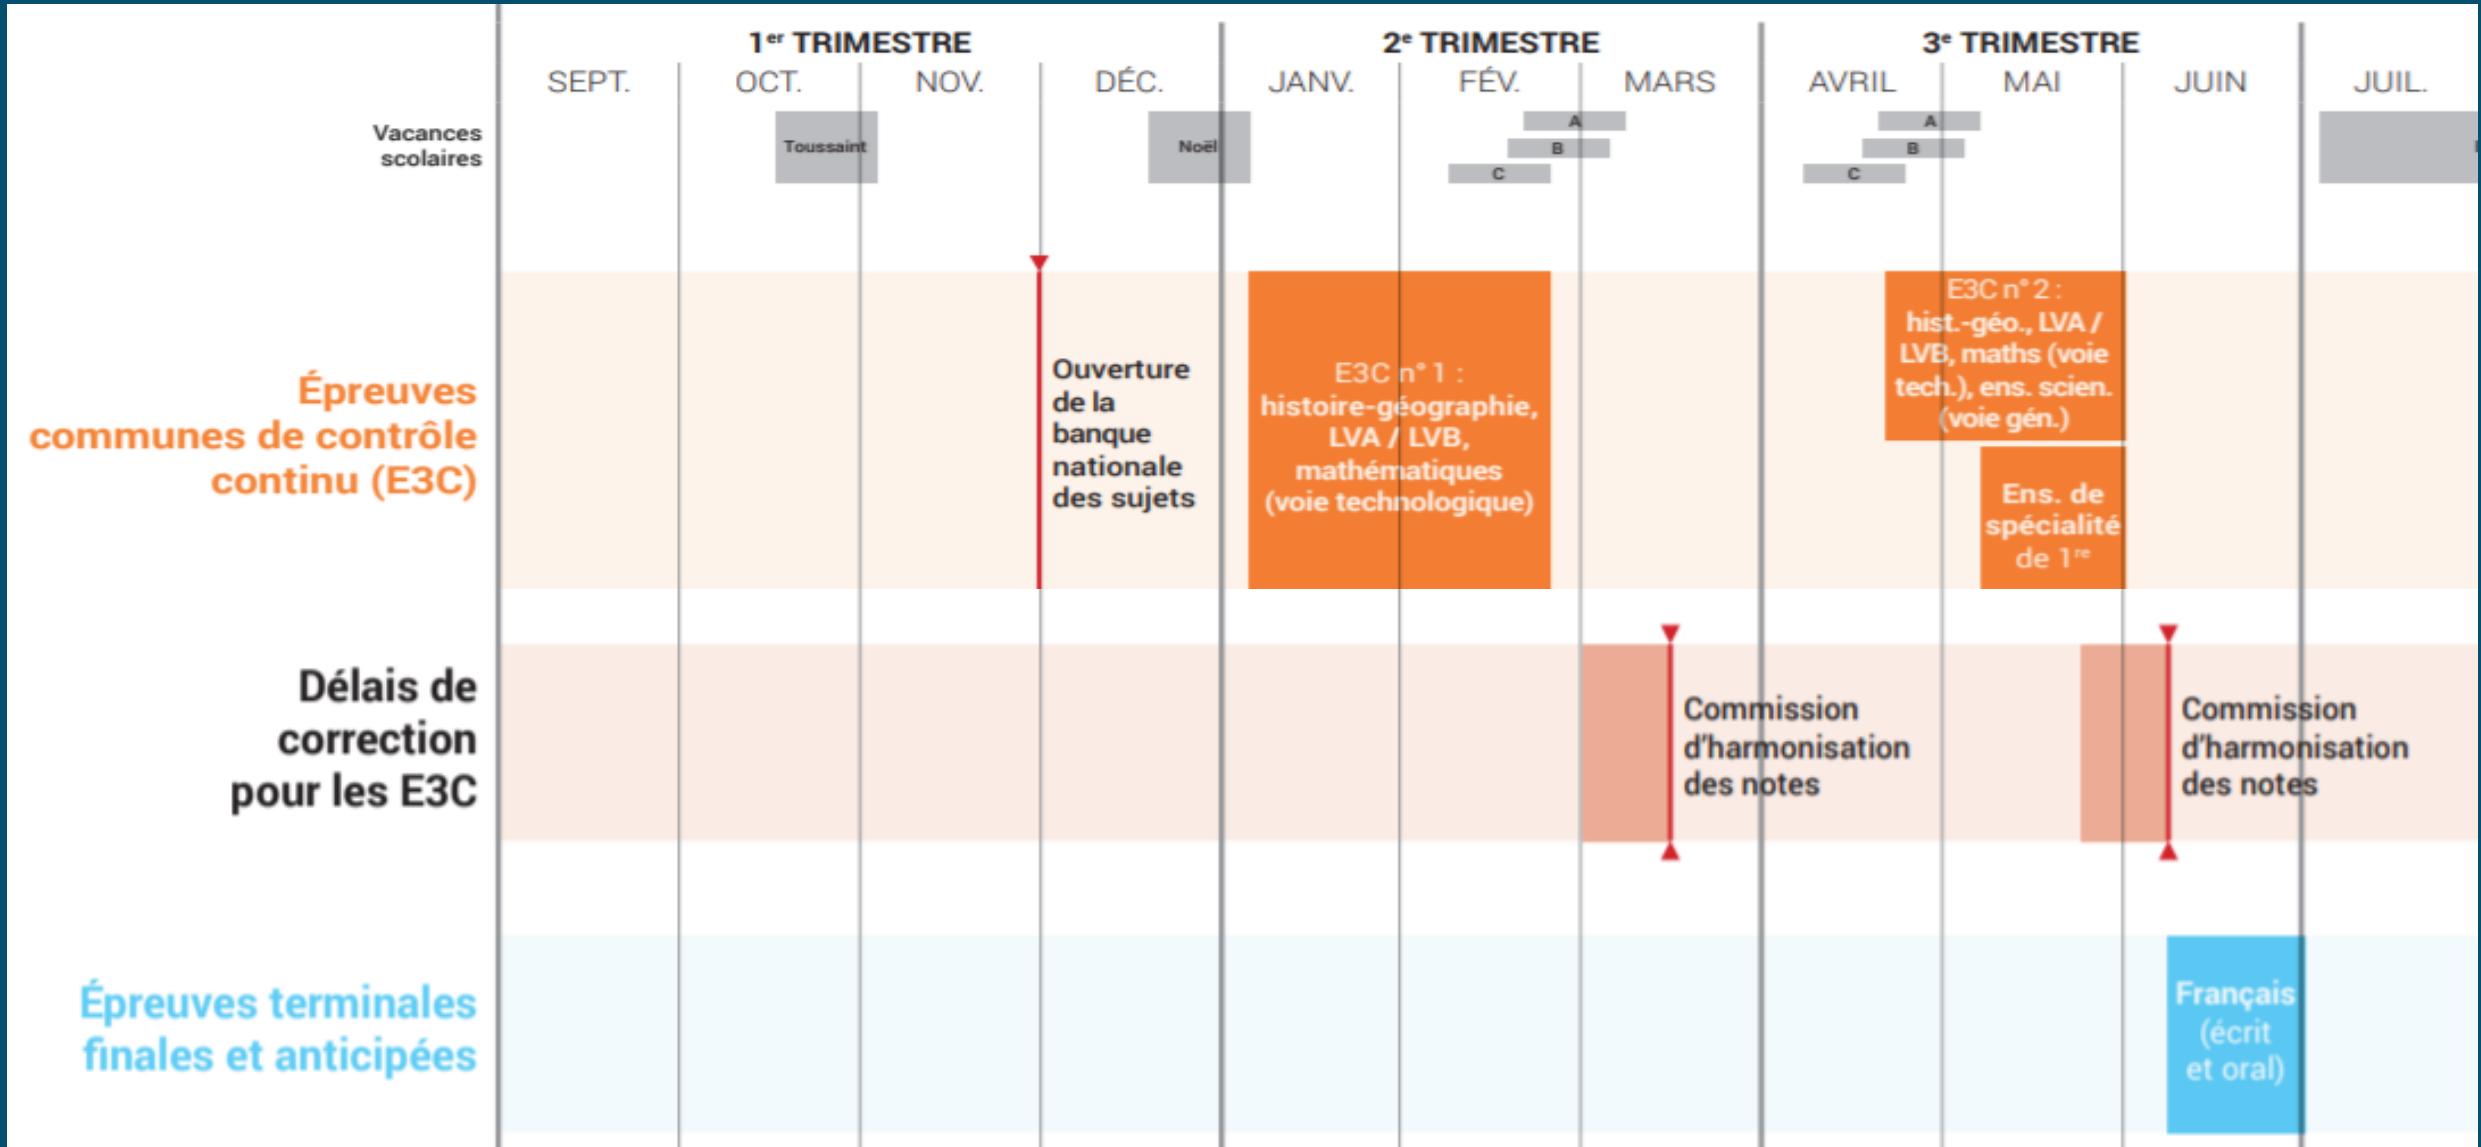 1er TRIMESTRE
2e TRIMESTRE
3e TRIMESTRE
SEPT.
OCT.
NOV.
DÉC.
JANV.
FÉV.
MARS
AVRIL
MAI
JUIN
JUIL.
Vacances
scolaires
Toussaint
Noël
A
B
C
A
B
C
Épreuves
communes de contrôle
continu (E3C)
Ouverture
de la
banque
nationale
des sujets
E3C n° 1 :
histoire-géographie,
LVA / LVB,
mathématiques
(voie technologique)
E3C n° 2 :
hist.-géo., LVA /
LVB, maths (voie
tech.), ens. scien.
(voie gén.)
Ens. de
spécialité
de 1re
Délais de
correction
pour les E3C
Commission
d'harmonisation
des notes
Commission
d'harmonisation
des notes
Épreuves terminales
finales et anticipées
Français
(écrit
et oral)